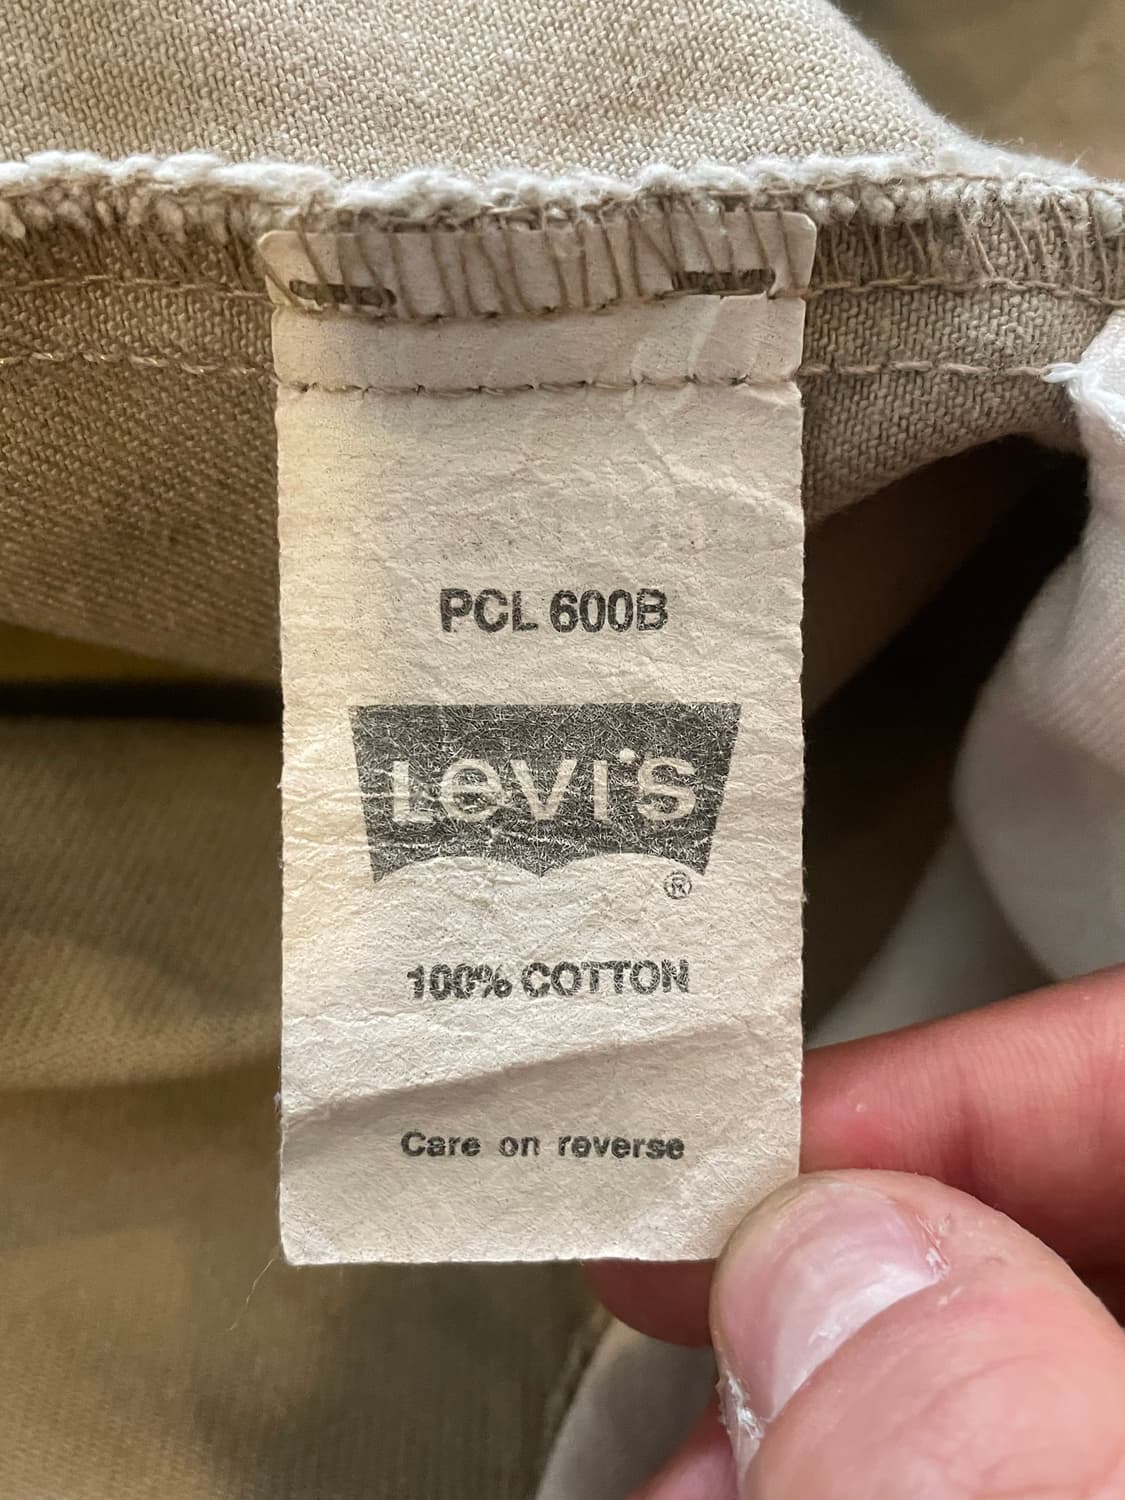 PCL 600B
Levi's
®
100% COTTON
Care on reverse